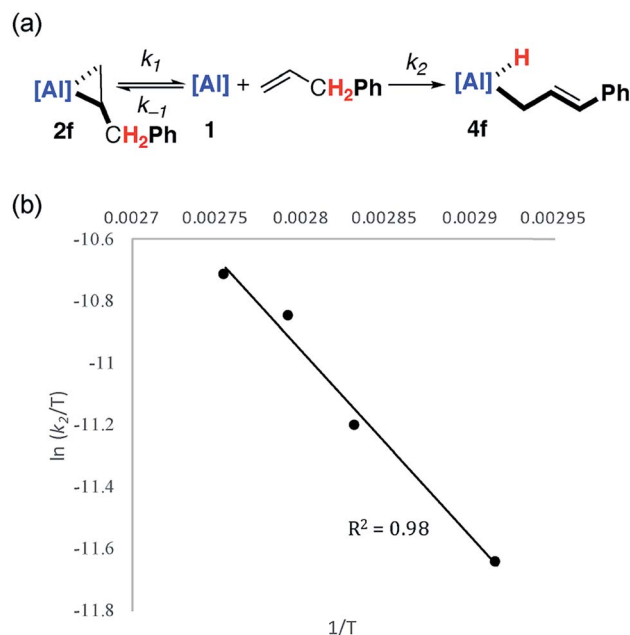 (a)
k₁
k₋₁
k₂
[Al]
[Al] +
CH₂Ph
[Al]
H
Ph
CH₂Ph
2f
1
4f
(b)
0.0027 0.00275 0.0028 0.00285 0.0029 0.00295
-10.6
-10.8
-11
-11.2
-11.4
-11.6
-11.8
ln (k₂/T)
R² = 0.98
1/T